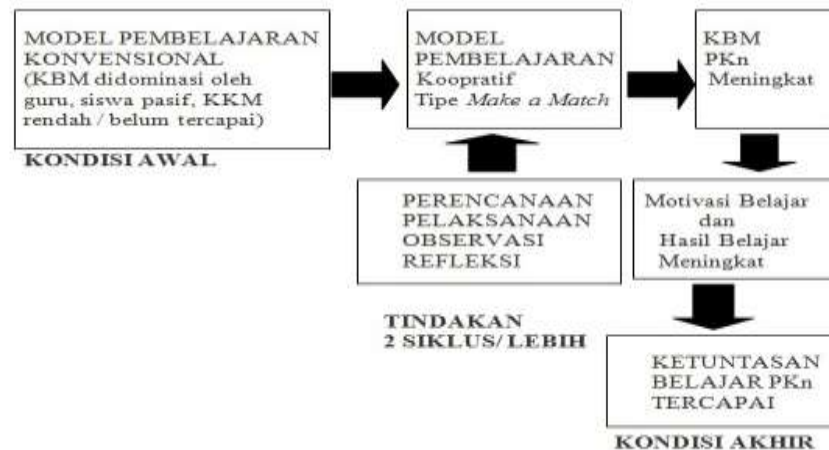 MODEL PEMBELAJARAN
KONVENSIONAL
(KBM didominasi oleh
guru, siswa pasif, KKM
rendah / belum tercapai)
KONDISI AWAL
MODEL
PEMBELAJARAN
Koopratif
Tipe Make a Match
KBM
PKn
Meningkat
PERENCANAAN
PELAKSANAAN
OBSERVASI
REFLEKSI
TINDAKAN
2 SIKLUS/ LEBIH
Motivasi Belajar
dan
Hasil Belajar
Meningkat
KETUNTASAN
BELAJAR PKn
TERCAPAI
KONDISI AKHIR